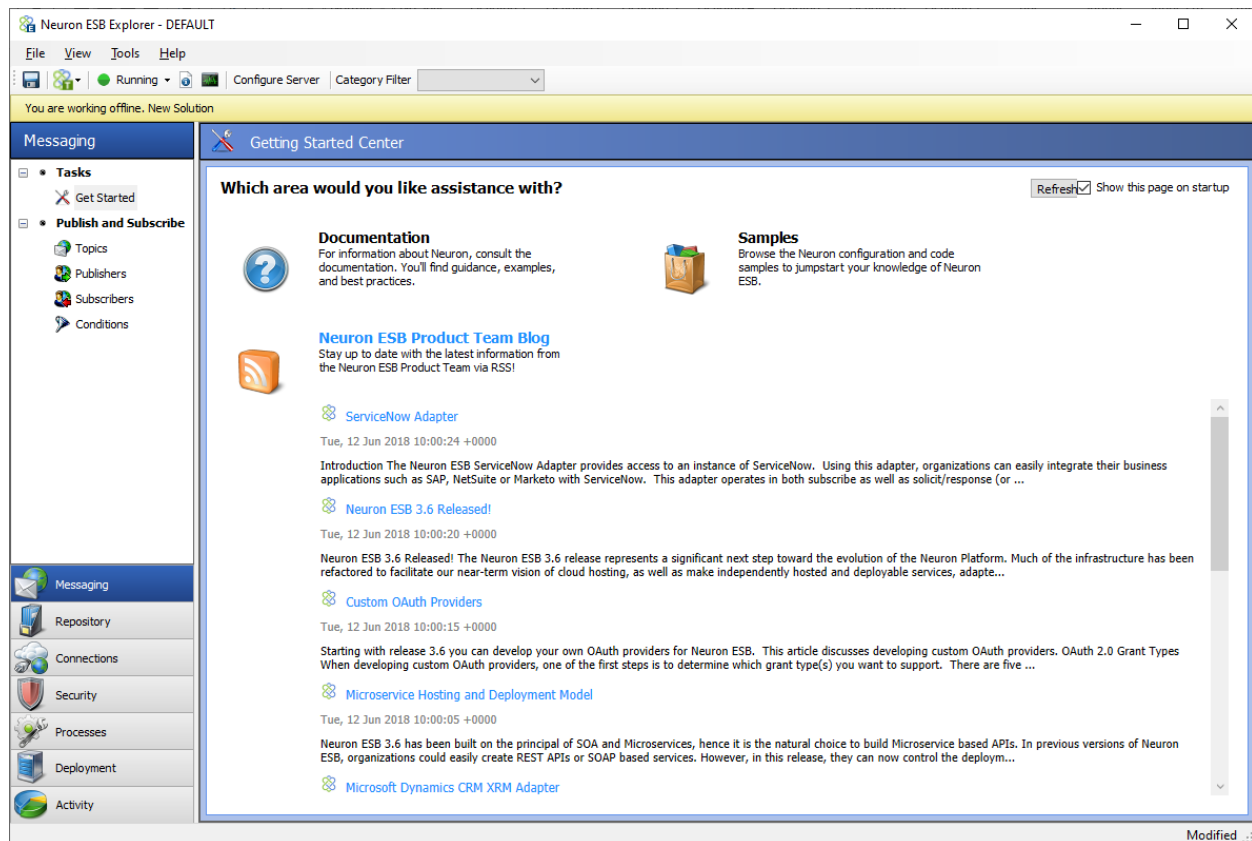 Neuron ESB Explorer - DEFAULT
File View Tools Help
Running Configure Server Category Filter
You are working offline. New Solution
Messaging
Tasks
Get Started
Publish and Subscribe
Topics
Publishers
Subscribers
Conditions
Messaging
Repository
Connections
Security
Processes
Deployment
Activity
Getting Started Center
Which area would you like assistance with?
Refresh Show this page on startup
Documentation
For information about Neuron, consult the
documentation. You'll find guidance, examples,
and best practices.
Samples
Browse the Neuron configuration and code
samples to jumpstart your knowledge of Neuron
ESB.
Neuron ESB Product Team Blog
Stay up to date with the latest information from
the Neuron ESB Product Team via RSS!
ServiceNow Adapter
Tue, 12 Jun 2018 10:00:24 +0000
Introduction The Neuron ESB ServiceNow Adapter provides access to an instance of ServiceNow. Using this adapter, organizations can easily integrate their business
applications such as SAP, NetSuite or Marketo with ServiceNow. This adapter operates in both subscribe as well as solicit/response (or ...
Neuron ESB 3.6 Released!
Tue, 12 Jun 2018 10:00:20 +0000
Neuron ESB 3.6 Released! The Neuron ESB 3.6 release represents a significant next step toward the evolution of the Neuron Platform. Much of the infrastructure has been
refactored to facilitate our near-term vision of cloud hosting, as well as make independently hosted and deployable services, adapte...
Custom OAuth Providers
Tue, 12 Jun 2018 10:00:15 +0000
Starting with release 3.6 you can develop your own OAuth providers for Neuron ESB. This article discusses developing custom OAuth providers. OAuth 2.0 Grant Types
When developing custom OAuth providers, one of the first steps is to determine which grant type(s) you want to support. There are five ...
Microservice Hosting and Deployment Model
Tue, 12 Jun 2018 10:00:05 +0000
Neuron ESB 3.6 has been built on the principal of SOA and Microservices, hence it is the natural choice to build Microservice based APIs. In previous versions of Neuron
ESB, organizations could easily create REST APIs or SOAP based services. However, in this release, they can now control the deploym...
Microsoft Dynamics CRM XRM Adapter
Modified